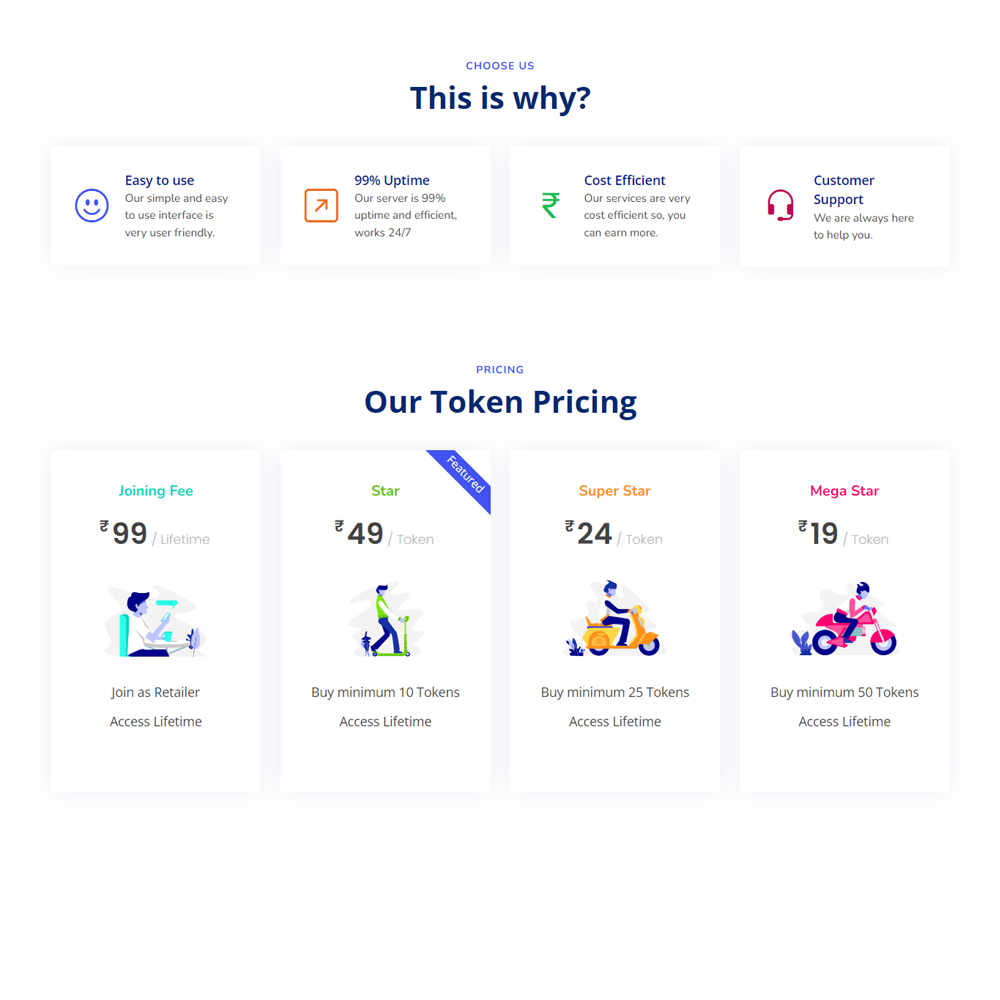 CHOOSE US
This is why?
Easy to use
Our simple and easy
to use interface is
very user friendly.
99% Uptime
Our server is 99%
uptime and efficient,
works 24/7
₹
Cost Efficient
Our services are very
cost efficient so, you
can earn more.
Customer
Support
We are always here
to help you.
PRICING
Our Token Pricing
Joining Fee
₹99 / Lifetime
Join as Retailer
Access Lifetime
Featured
Star
₹49 / Token
Buy minimum 10 Tokens
Access Lifetime
Super Star
₹24 / Token
Buy minimum 25 Tokens
Access Lifetime
Mega Star
₹19 / Token
Buy minimum 50 Tokens
Access Lifetime